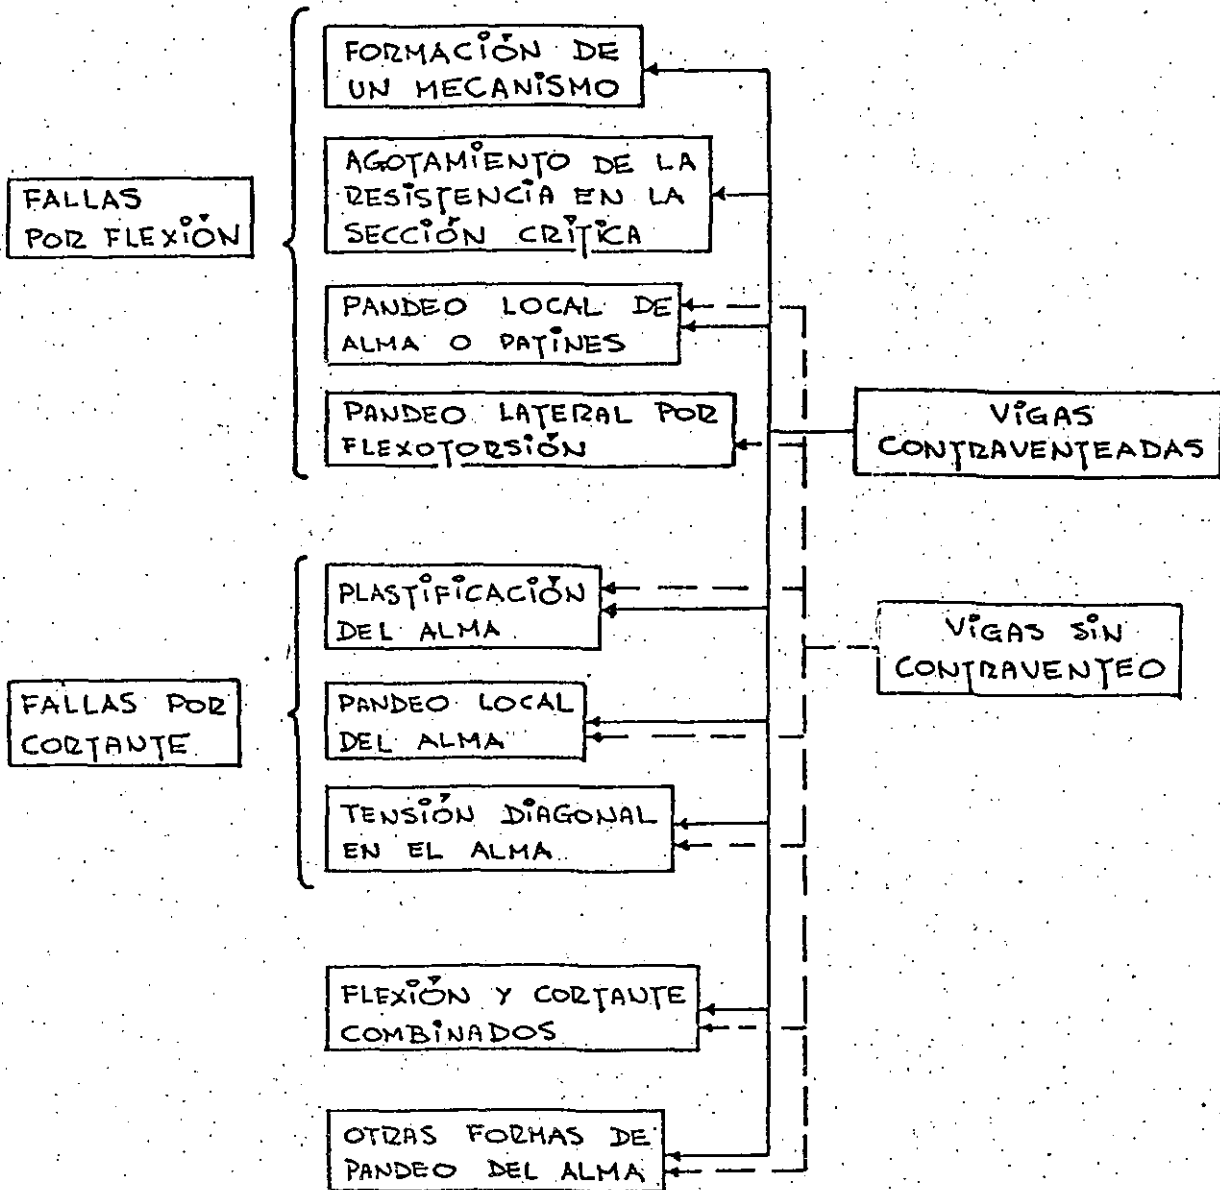 FORMACIÓN DE
UN MECANISMO
AGOTAMIENTO DE LA
RESISTENCIA EN LA
SECCIÓN CRÍTICA
FALLAS
POR FLEXIÓN
PANDEO LOCAL DE
ALMA O PATINES
PANDEO LATERAL POR
FLEXOTORSIÓN
VIGAS
CONTRAVENTEADAS
PLASTIFICACIÓN
DEL ALMA
VIGAS SIN
CONTRAVENTEO
FALLAS POR
CORTANTE
PANDEO LOCAL
DEL ALMA
TENSIÓN DIAGONAL
EN EL ALMA
FLEXIÓN Y CORTANTE
COMBINADOS
OTRAS FORMAS DE
PANDEO DEL ALMA